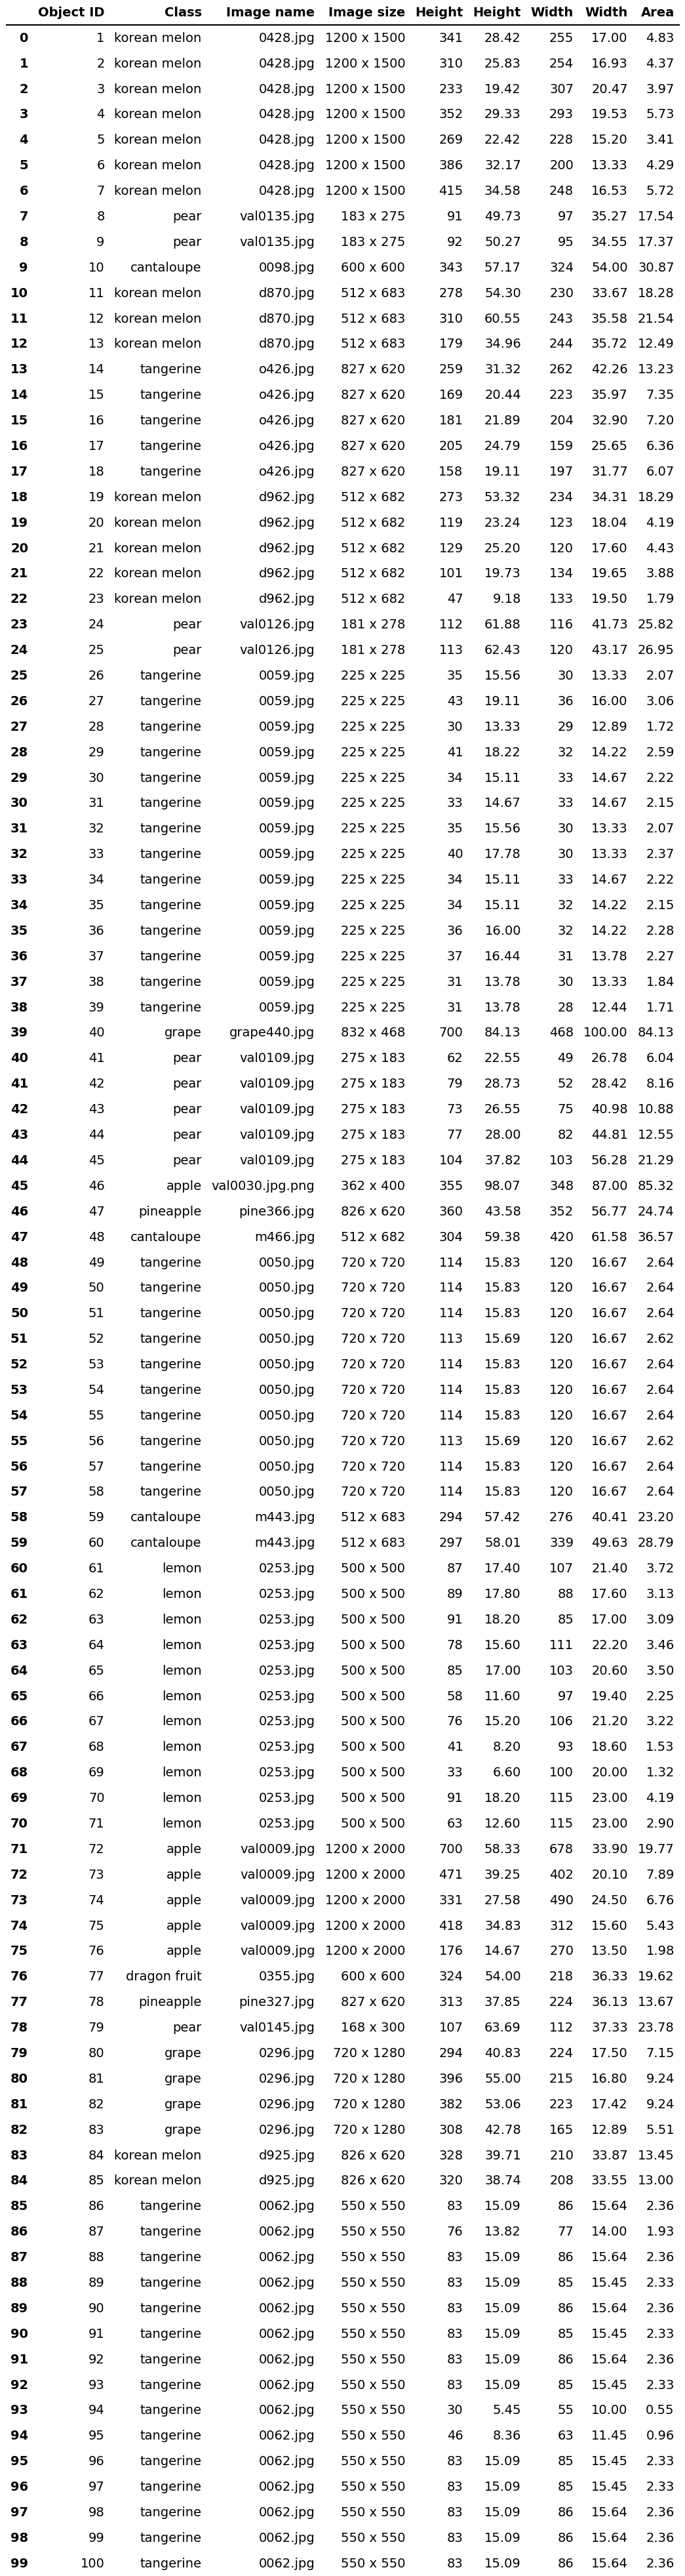 Object ID Class Image name Image size Height Height Width Width Area
0 1 korean melon 0428.jpg 1200 x 1500 341 28.42 255 17.00 4.83
1 2 korean melon 0428.jpg 1200 x 1500 310 25.83 254 16.93 4.37
2 3 korean melon 0428.jpg 1200 x 1500 233 19.42 307 20.47 3.97
3 4 korean melon 0428.jpg 1200 x 1500 352 29.33 293 19.53 5.73
4 5 korean melon 0428.jpg 1200 x 1500 269 22.42 228 15.20 3.41
5 6 korean melon 0428.jpg 1200 x 1500 386 32.17 200 13.33 4.29
6 7 korean melon 0428.jpg 1200 x 1500 415 34.58 248 16.53 5.72
7 8 pear val0135.jpg 183 x 275 91 49.73 97 35.27 17.54
8 9 pear val0135.jpg 183 x 275 92 50.27 95 34.55 17.37
9 10 cantaloupe 0098.jpg 600 x 600 343 57.17 324 54.00 30.87
10 11 korean melon d870.jpg 512 x 683 278 54.30 230 33.67 18.28
11 12 korean melon d870.jpg 512 x 683 310 60.55 243 35.58 21.54
12 13 korean melon d870.jpg 512 x 683 179 34.96 244 35.72 12.49
13 14 tangerine o426.jpg 827 x 620 259 31.32 262 42.26 13.23
14 15 tangerine o426.jpg 827 x 620 169 20.44 223 35.97 7.35
15 16 tangerine o426.jpg 827 x 620 181 21.89 204 32.90 7.20
16 17 tangerine o426.jpg 827 x 620 205 24.79 159 25.65 6.36
17 18 tangerine o426.jpg 827 x 620 158 19.11 197 31.77 6.07
18 19 korean melon d962.jpg 512 x 682 273 53.32 234 34.31 18.29
19 20 korean melon d962.jpg 512 x 682 119 23.24 123 18.04 4.19
20 21 korean melon d962.jpg 512 x 682 129 25.20 120 17.60 4.43
21 22 korean melon d962.jpg 512 x 682 101 19.73 134 19.65 3.88
22 23 korean melon d962.jpg 512 x 682 47 9.18 133 19.50 1.79
23 24 pear val0126.jpg 181 x 278 112 61.88 116 41.73 25.82
24 25 pear val0126.jpg 181 x 278 113 62.43 120 43.17 26.95
25 26 tangerine 0059.jpg 225 x 225 35 15.56 30 13.33 2.07
26 27 tangerine 0059.jpg 225 x 225 43 19.11 36 16.00 3.06
27 28 tangerine 0059.jpg 225 x 225 30 13.33 29 12.89 1.72
28 29 tangerine 0059.jpg 225 x 225 41 18.22 32 14.22 2.59
29 30 tangerine 0059.jpg 225 x 225 34 15.11 33 14.67 2.22
30 31 tangerine 0059.jpg 225 x 225 33 14.67 33 14.67 2.15
31 32 tangerine 0059.jpg 225 x 225 35 15.56 30 13.33 2.07
32 33 tangerine 0059.jpg 225 x 225 40 17.78 30 13.33 2.37
33 34 tangerine 0059.jpg 225 x 225 34 15.11 33 14.67 2.22
34 35 tangerine 0059.jpg 225 x 225 34 15.11 32 14.22 2.15
35 36 tangerine 0059.jpg 225 x 225 36 16.00 32 14.22 2.28
36 37 tangerine 0059.jpg 225 x 225 37 16.44 31 13.78 2.27
37 38 tangerine 0059.jpg 225 x 225 31 13.78 30 13.33 1.84
38 39 tangerine 0059.jpg 225 x 225 31 13.78 28 12.44 1.71
39 40 grape grape440.jpg 832 x 468 700 84.13 468 100.00 84.13
40 41 pear val0109.jpg 275 x 183 62 22.55 49 26.78 6.04
41 42 pear val0109.jpg 275 x 183 79 28.73 52 28.42 8.16
42 43 pear val0109.jpg 275 x 183 73 26.55 75 40.98 10.88
43 44 pear val0109.jpg 275 x 183 77 28.00 82 44.81 12.55
44 45 pear val0109.jpg 275 x 183 104 37.82 103 56.28 21.29
45 46 apple val0030.jpg.png 362 x 400 355 98.07 348 87.00 85.32
46 47 pineapple pine366.jpg 826 x 620 360 43.58 352 56.77 24.74
47 48 cantaloupe m466.jpg 512 x 682 304 59.38 420 61.58 36.57
48 49 tangerine 0050.jpg 720 x 720 114 15.83 120 16.67 2.64
49 50 tangerine 0050.jpg 720 x 720 114 15.83 120 16.67 2.64
50 51 tangerine 0050.jpg 720 x 720 114 15.83 120 16.67 2.64
51 52 tangerine 0050.jpg 720 x 720 113 15.69 120 16.67 2.62
52 53 tangerine 0050.jpg 720 x 720 114 15.83 120 16.67 2.64
53 54 tangerine 0050.jpg 720 x 720 114 15.83 120 16.67 2.64
54 55 tangerine 0050.jpg 720 x 720 114 15.83 120 16.67 2.64
55 56 tangerine 0050.jpg 720 x 720 113 15.69 120 16.67 2.62
56 57 tangerine 0050.jpg 720 x 720 114 15.83 120 16.67 2.64
57 58 tangerine 0050.jpg 720 x 720 114 15.83 120 16.67 2.64
58 59 cantaloupe m443.jpg 512 x 683 294 57.42 276 40.41 23.20
59 60 cantaloupe m443.jpg 512 x 683 297 58.01 339 49.63 28.79
60 61 lemon 0253.jpg 500 x 500 87 17.40 107 21.40 3.72
61 62 lemon 0253.jpg 500 x 500 89 17.80 88 17.60 3.13
62 63 lemon 0253.jpg 500 x 500 91 18.20 85 17.00 3.09
63 64 lemon 0253.jpg 500 x 500 78 15.60 111 22.20 3.46
64 65 lemon 0253.jpg 500 x 500 85 17.00 103 20.60 3.50
65 66 lemon 0253.jpg 500 x 500 58 11.60 97 19.40 2.25
66 67 lemon 0253.jpg 500 x 500 76 15.20 106 21.20 3.22
67 68 lemon 0253.jpg 500 x 500 41 8.20 93 18.60 1.53
68 69 lemon 0253.jpg 500 x 500 33 6.60 100 20.00 1.32
69 70 lemon 0253.jpg 500 x 500 91 18.20 115 23.00 4.19
70 71 lemon 0253.jpg 500 x 500 63 12.60 115 23.00 2.90
71 72 apple val0009.jpg 1200 x 2000 700 58.33 678 33.90 19.77
72 73 apple val0009.jpg 1200 x 2000 471 39.25 402 20.10 7.89
73 74 apple val0009.jpg 1200 x 2000 331 27.58 490 24.50 6.76
74 75 apple val0009.jpg 1200 x 2000 418 34.83 312 15.60 5.43
75 76 apple val0009.jpg 1200 x 2000 176 14.67 270 13.50 1.98
76 77 dragon fruit 0355.jpg 600 x 600 324 54.00 218 36.33 19.62
77 78 pineapple pine327.jpg 827 x 620 313 37.85 224 36.13 13.67
78 79 pear val0145.jpg 168 x 300 107 63.69 112 37.33 23.78
79 80 grape 0296.jpg 720 x 1280 294 40.83 224 17.50 7.15
80 81 grape 0296.jpg 720 x 1280 396 55.00 215 16.80 9.24
81 82 grape 0296.jpg 720 x 1280 382 53.06 223 17.42 9.24
82 83 grape 0296.jpg 720 x 1280 308 42.78 165 12.89 5.51
83 84 korean melon d925.jpg 826 x 620 328 39.71 210 33.87 13.45
84 85 korean melon d925.jpg 826 x 620 320 38.74 208 33.55 13.00
85 86 tangerine 0062.jpg 550 x 550 83 15.09 86 15.64 2.36
86 87 tangerine 0062.jpg 550 x 550 76 13.82 77 14.00 1.93
87 88 tangerine 0062.jpg 550 x 550 83 15.09 86 15.64 2.36
88 89 tangerine 0062.jpg 550 x 550 83 15.09 85 15.45 2.33
89 90 tangerine 0062.jpg 550 x 550 83 15.09 86 15.64 2.36
90 91 tangerine 0062.jpg 550 x 550 83 15.09 85 15.45 2.33
91 92 tangerine 0062.jpg 550 x 550 83 15.09 86 15.64 2.36
92 93 tangerine 0062.jpg 550 x 550 83 15.09 85 15.45 2.33
93 94 tangerine 0062.jpg 550 x 550 30 5.45 55 10.00 0.55
94 95 tangerine 0062.jpg 550 x 550 46 8.36 63 11.45 0.96
95 96 tangerine 0062.jpg 550 x 550 83 15.09 85 15.45 2.33
96 97 tangerine 0062.jpg 550 x 550 83 15.09 85 15.45 2.33
97 98 tangerine 0062.jpg 550 x 550 83 15.09 86 15.64 2.36
98 99 tangerine 0062.jpg 550 x 550 83 15.09 86 15.64 2.36
99 100 tangerine 0062.jpg 550 x 550 83 15.09 86 15.64 2.36